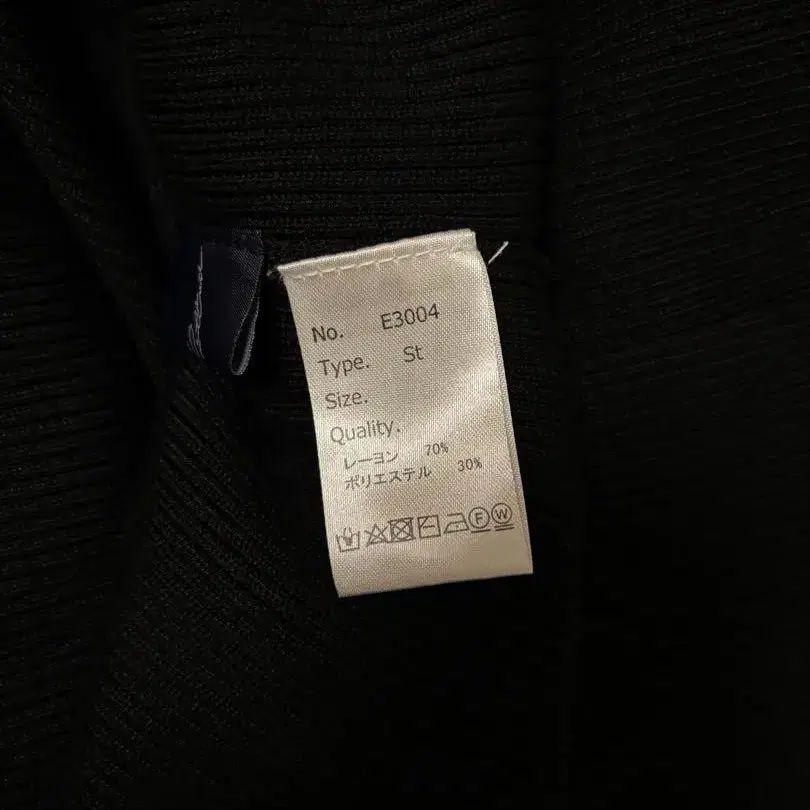 No. E3004
Type. St
Size.
Quality.
レーヨン 70%
ポリエステル 30%
F W